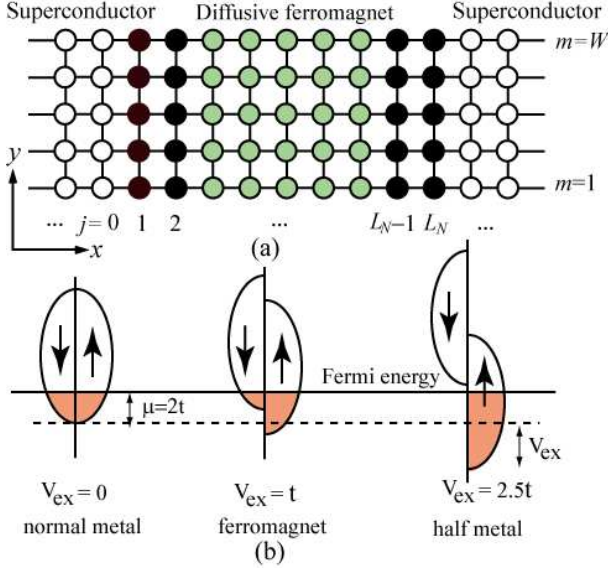 Superconductor Diffusive ferromagnet Superconductor
m=W
y
m=1
... j= 0 1 2 ... L_N−1 L_N ...
x
(a)
Fermi energy
μ=2t
V_ex
V_ex = 0 V_ex = t V_ex = 2.5t
normal metal ferromagnet half metal
(b)